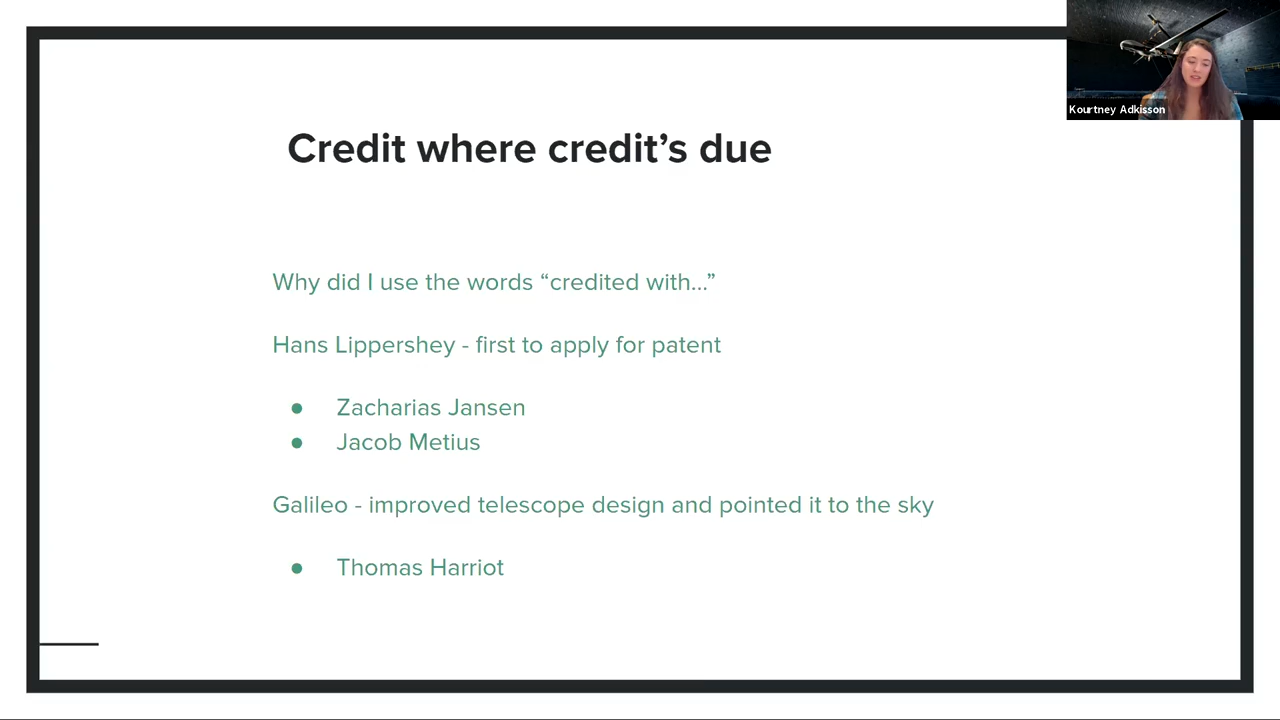 Kourtney Adkisson
Credit where credit’s due
Why did I use the words “credited with...”
Hans Lippershey - first to apply for patent
● Zacharias Jansen
● Jacob Metius
Galileo - improved telescope design and pointed it to the sky
● Thomas Harriot